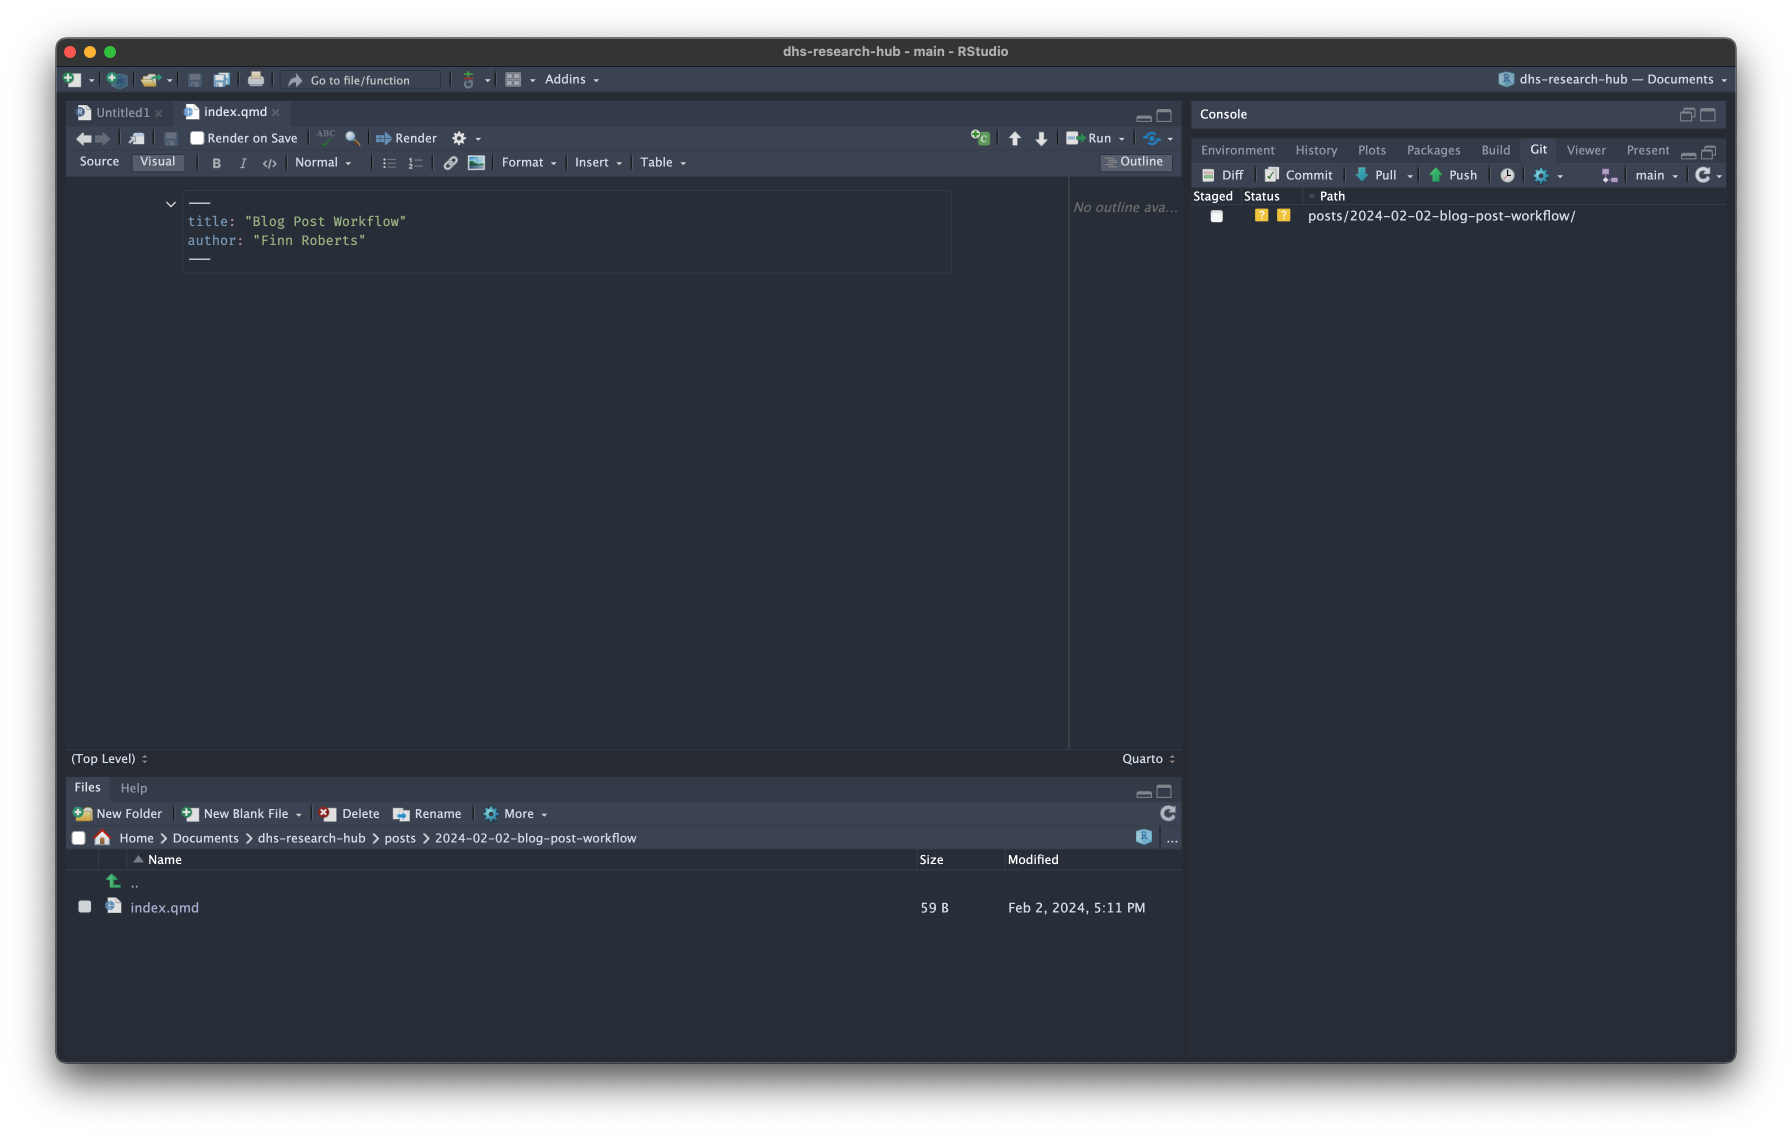 dhs-research-hub - main - RStudio
Go to file/function Addins dhs-research-hub — Documents
Untitled1 index.qmd
Render on Save ABC Render Run
Source Visual B I </> Normal Format Insert Table Outline
---
title: "Blog Post Workflow"
author: "Finn Roberts"
---
No outline ava...
(Top Level) Quarto
Console
Environment History Plots Packages Build Git Viewer Present
Diff Commit Pull Push main
Staged Status Path
? ? posts/2024-02-02-blog-post-workflow/
Files Help
New Folder New Blank File Delete Rename More
Home Documents dhs-research-hub posts 2024-02-02-blog-post-workflow R ...
Name Size Modified
..
index.qmd 59 B Feb 2, 2024, 5:11 PM